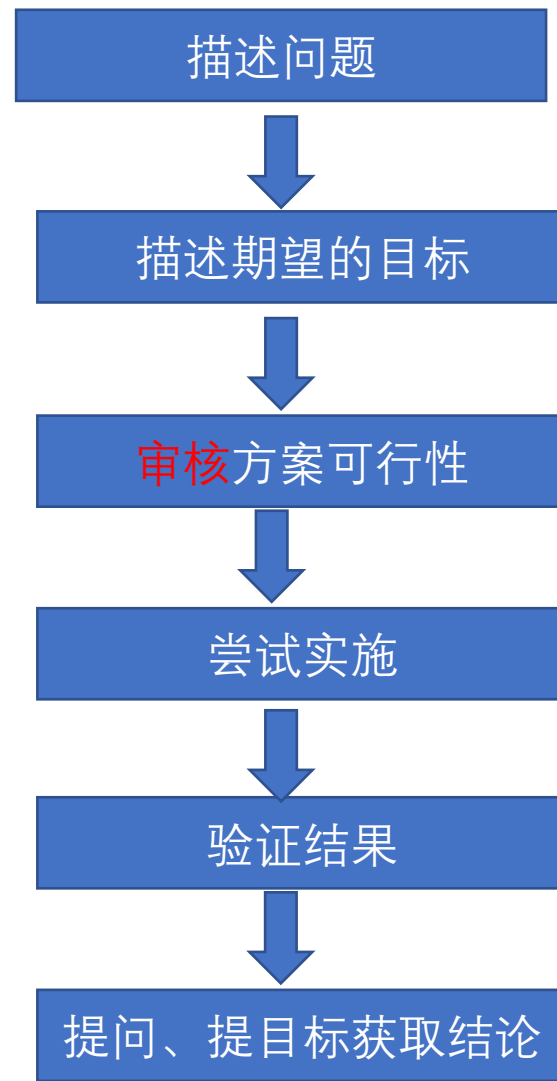 描述问题
描述期望的目标
审核方案可行性
尝试实施
验证结果
提问、提目标获取结论